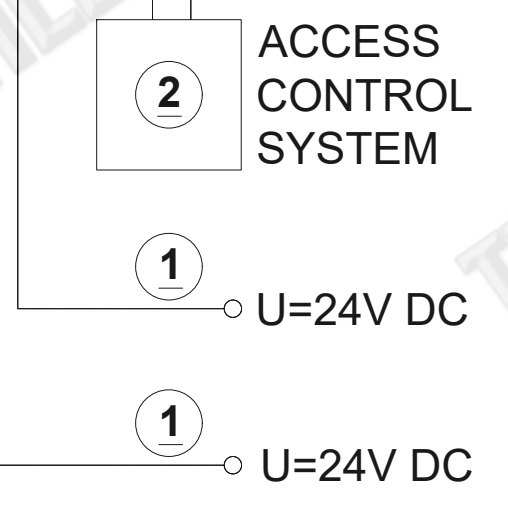 ACCESS
2 CONTROL
SYSTEM
1
U=24V DC
1
U=24V DC